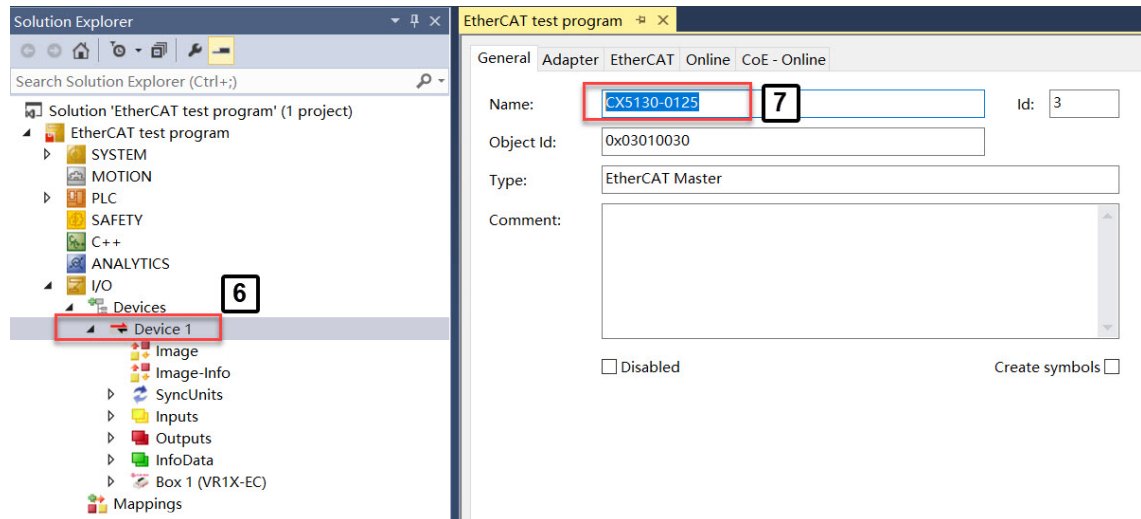 Solution Explorer
Search Solution Explorer (Ctrl+;)
Solution 'EtherCAT test program' (1 project)
EtherCAT test program
SYSTEM
MOTION
PLC
SAFETY
C++
ANALYTICS
I/O
6
Devices
Device 1
Image
Image-Info
SyncUnits
Inputs
Outputs
InfoData
Box 1 (VR1X-EC)
Mappings
EtherCAT test program
General Adapter EtherCAT Online CoE - Online
Name: CX5130-0125 7 Id: 3
Object Id: 0x03010030
Type: EtherCAT Master
Comment:
Disabled Create symbols